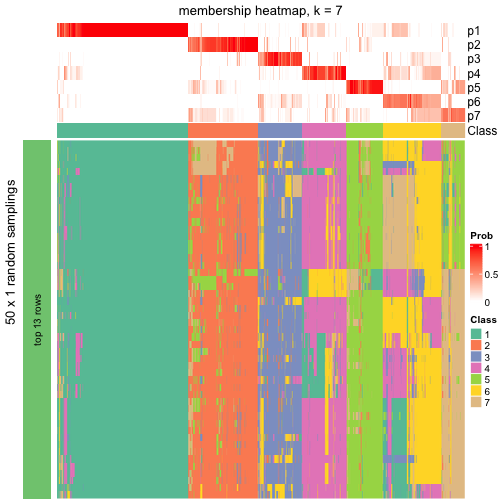 membership heatmap, k = 7
p1
p2
p3
p4
p5
p6
p7
Class
50 x 1 random samplings
top 13 rows
Prob
1
0.5
0
Class
1
2
3
4
5
6
7